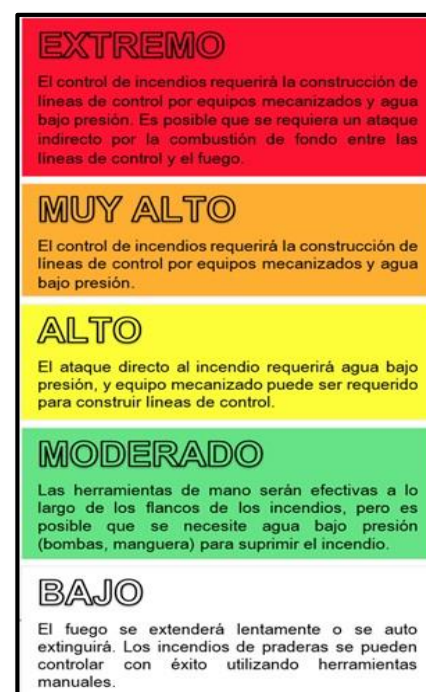 EXTREMO
El control de incendios requerirá la construcción de
líneas de control por equipos mecanizados y agua
bajo presión. Es posible que se requiera un ataque
indirecto por la combustión de fondo entre las
líneas de control y el fuego.
MUY ALTO
El control de incendios requerirá la construcción de
líneas de control por equipos mecanizados y agua
bajo presión.
ALTO
El ataque directo al incendio requerirá agua bajo
presión, y equipo mecanizado puede ser requerido
para construir líneas de control.
MODERADO
Las herramientas de mano serán efectivas a lo
largo de los flancos de los incendios, pero es
posible que se necesite agua bajo presión
(bombas, manguera) para suprimir el incendio.
BAJO
El fuego se extenderá lentamente o se auto
extinguirá. Los incendios de praderas se pueden
controlar con éxito utilizando herramientas
manuales.